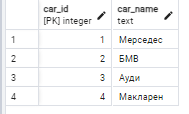 car_id car_name
[PK] integer text
1 1 Мерседес
2 2 БМВ
3 3 Ауди
4 4 Макларен